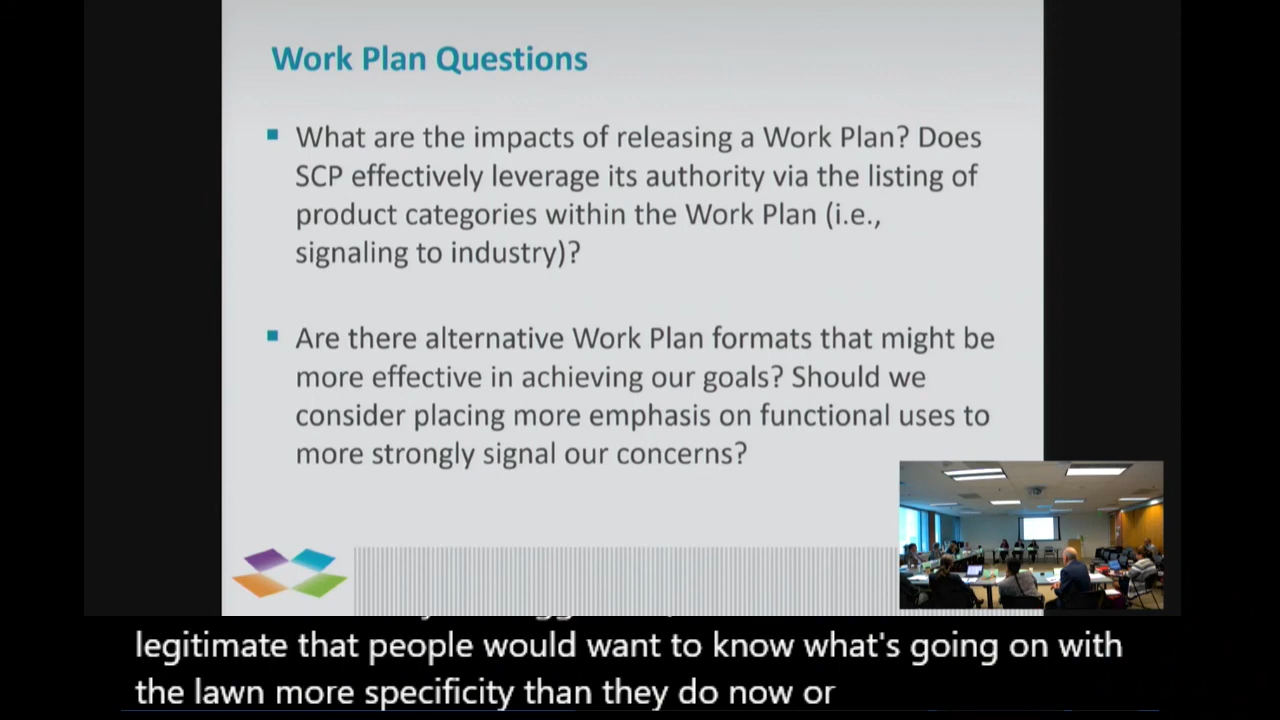 Work Plan Questions
What are the impacts of releasing a Work Plan? Does
SCP effectively leverage its authority via the listing of
product categories within the Work Plan (i.e.,
signaling to industry)?
Are there alternative Work Plan formats that might be
more effective in achieving our goals? Should we
consider placing more emphasis on functional uses to
more strongly signal our concerns?
legitimate that people would want to know what's going on with
the lawn more specificity than they do now or